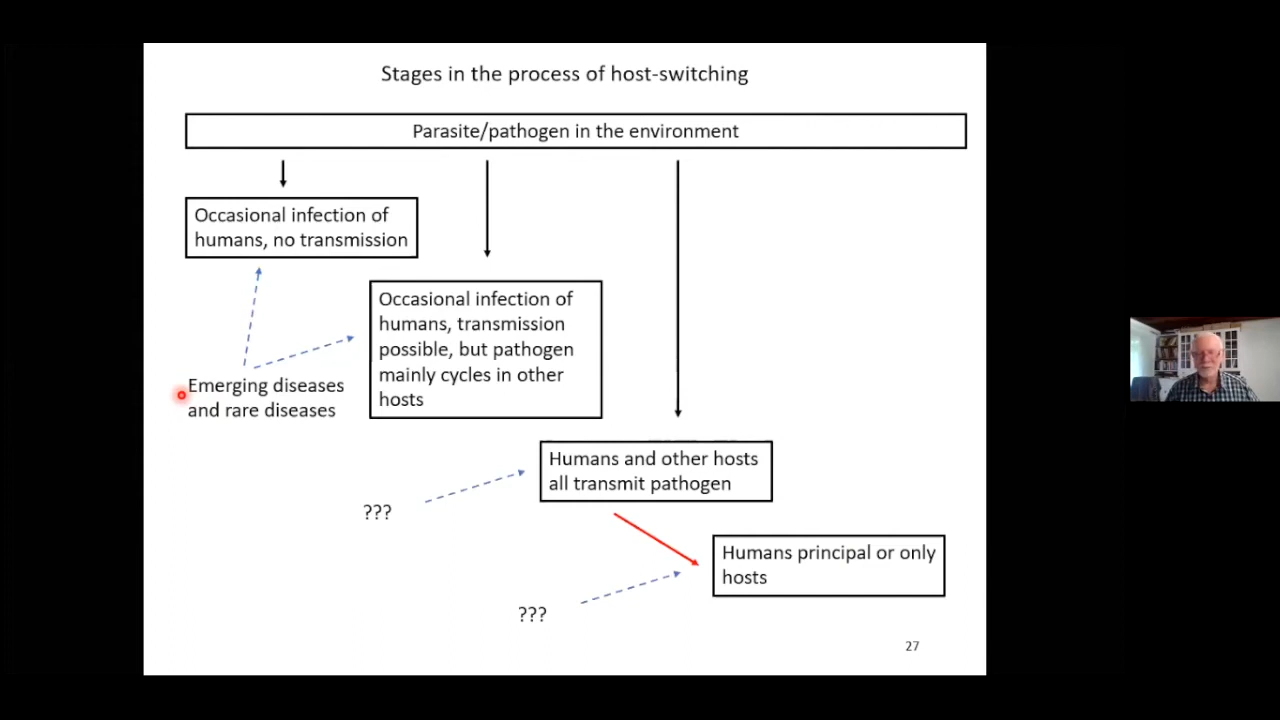 Stages in the process of host-switching
Parasite/pathogen in the environment
Occasional infection of
humans, no transmission
Occasional infection of
humans, transmission
possible, but pathogen
mainly cycles in other
hosts
Emerging diseases
and rare diseases
Humans and other hosts
all transmit pathogen
???
Humans principal or only
hosts
???
27